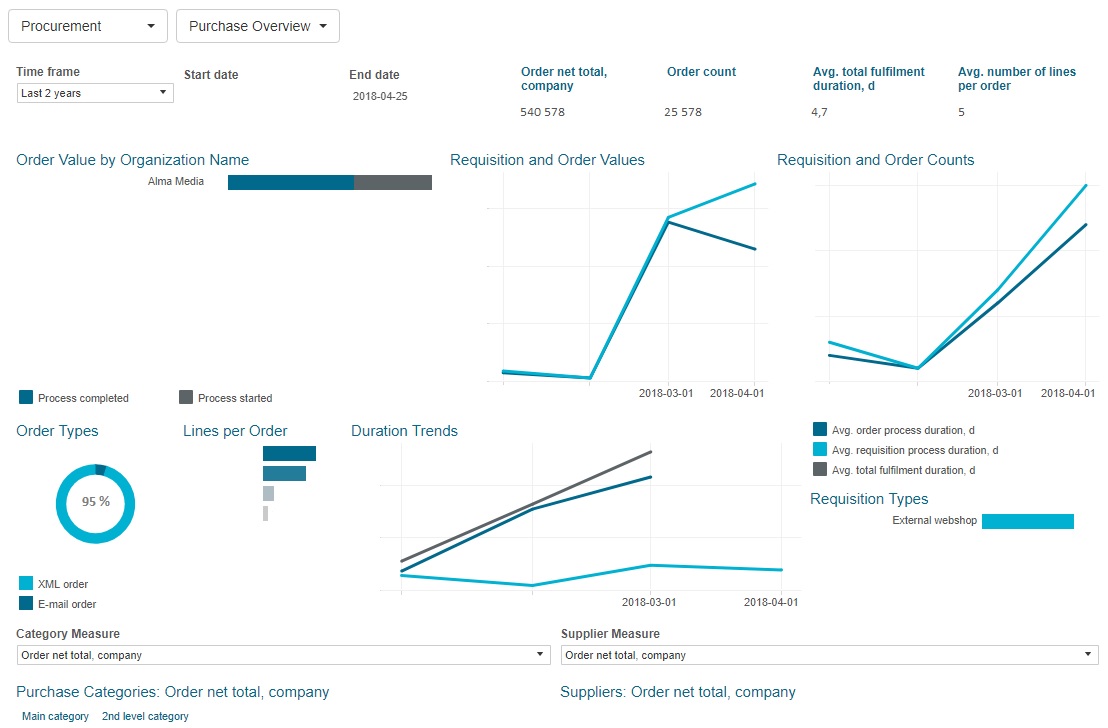 Procurement
Purchase Overview
Time frame
Last 2 years
Start date
End date
2018-04-25
Order net total,
company
540 578
Order count
25 578
Avg. total fulfilment
duration, d
4,7
Avg. number of lines
per order
5
Order Value by Organization Name
Alma Media
Process completed
Process started
Requisition and Order Values
2018-03-01
2018-04-01
Requisition and Order Counts
2018-03-01
2018-04-01
Order Types
95 %
XML order
E-mail order
Lines per Order
Duration Trends
2018-03-01
2018-04-01
Avg. order process duration, d
Avg. requisition process duration, d
Avg. total fulfilment duration, d
Requisition Types
External webshop
Category Measure
Order net total, company
Supplier Measure
Order net total, company
Purchase Categories: Order net total, company
Main category
2nd level category
Suppliers: Order net total, company